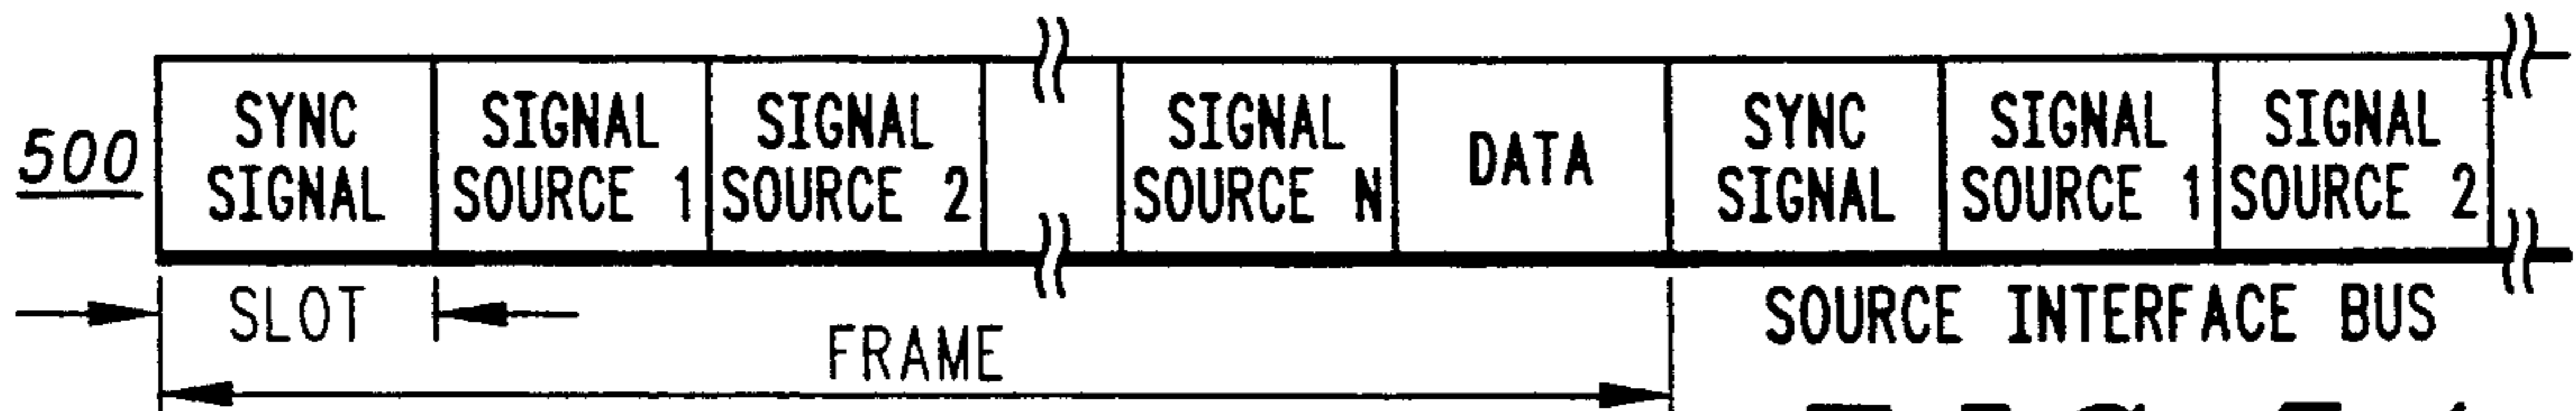 500
SYNC
SIGNAL
SIGNAL
SOURCE 1
SIGNAL
SOURCE 2
SIGNAL
SOURCE N
DATA
SYNC
SIGNAL
SIGNAL
SOURCE 1
SIGNAL
SOURCE 2
SLOT
FRAME
SOURCE INTERFACE BUS